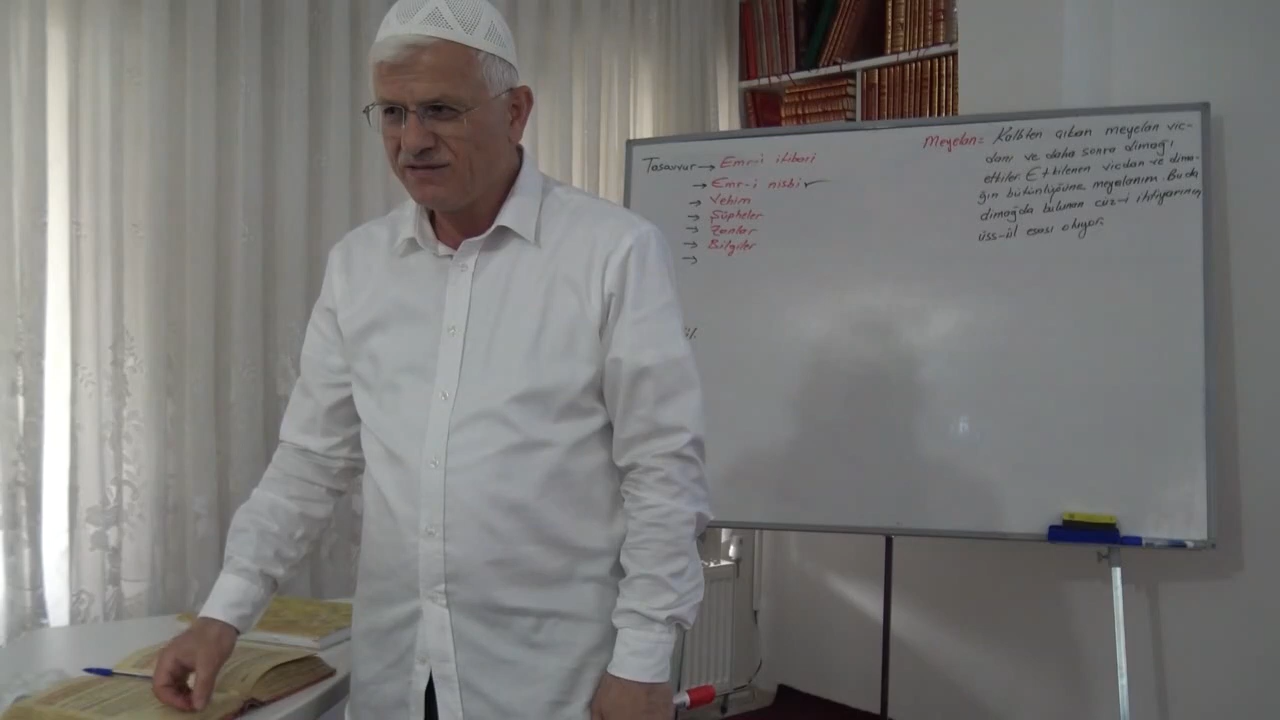 Tasavvur → Emr-i itibari
→ Emr-i nisbi ✓
→ Vehim
→ Şüpheler
→ Zanlar
→ Bilgiler
→
Meyelan = Kalbten çıkan meyelan vic-
danı ve daha sonra dimağı
etkiler. Etkilenen vicdan ve dima-
ğın bütünlüğüne meyelanım. Bu da
dimağda bulunan cüz-i ihtiyarının
üss-ül esası oluyor.